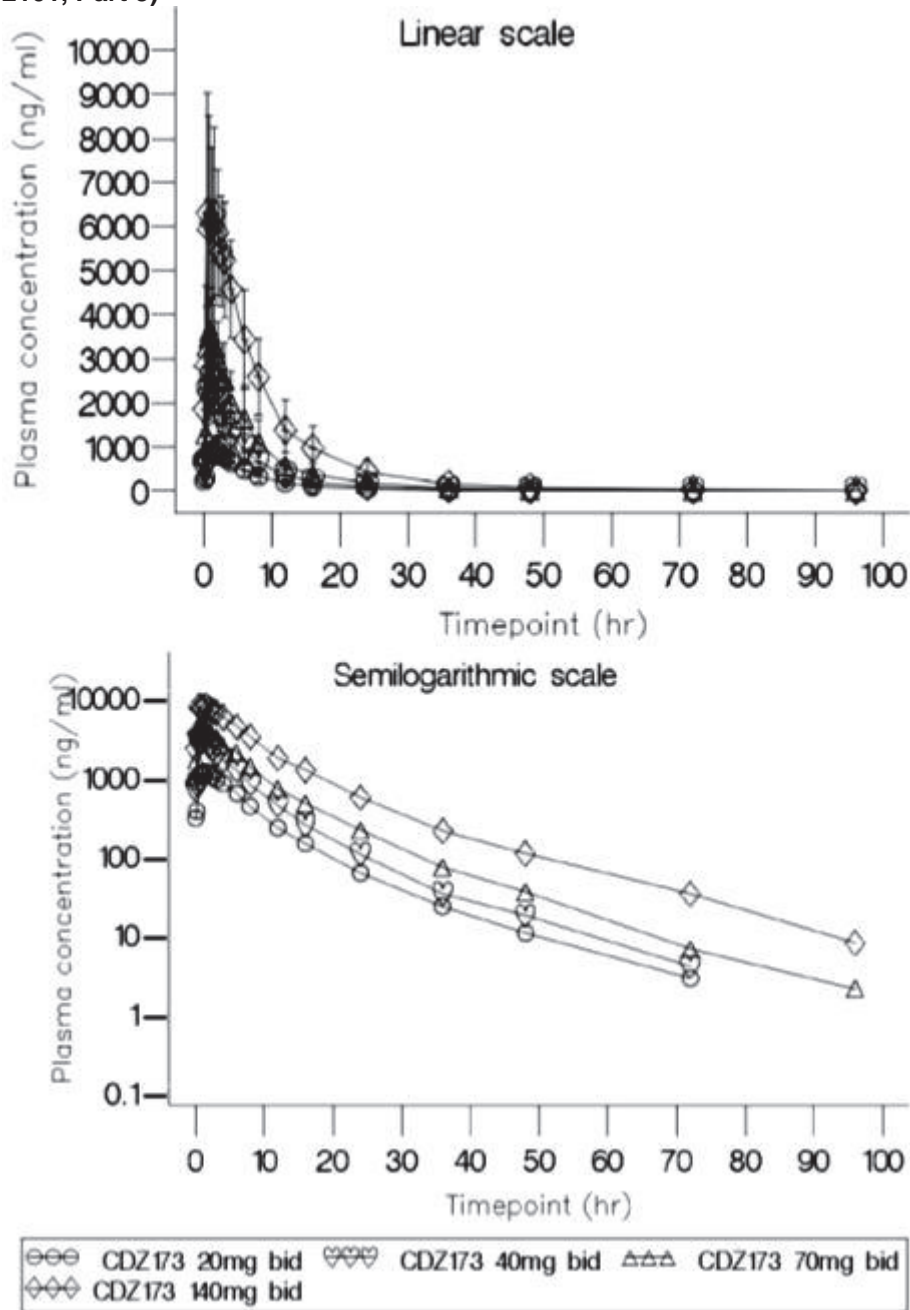 Linear scale
Plasma concentration (ng/ml)
10000
9000
8000
7000
6000
5000
4000
3000
2000
1000
0
0 10 20 30 40 50 60 70 80 90 100
Timepoint (hr)
Semilogarithmic scale
Plasma concentration (ng/ml)
10000
1000
100
10
1
0.1
0 10 20 30 40 50 60 70 80 90 100
Timepoint (hr)
CDZ173 20mg bid CDZ173 40mg bid CDZ173 70mg bid
CDZ173 140mg bid